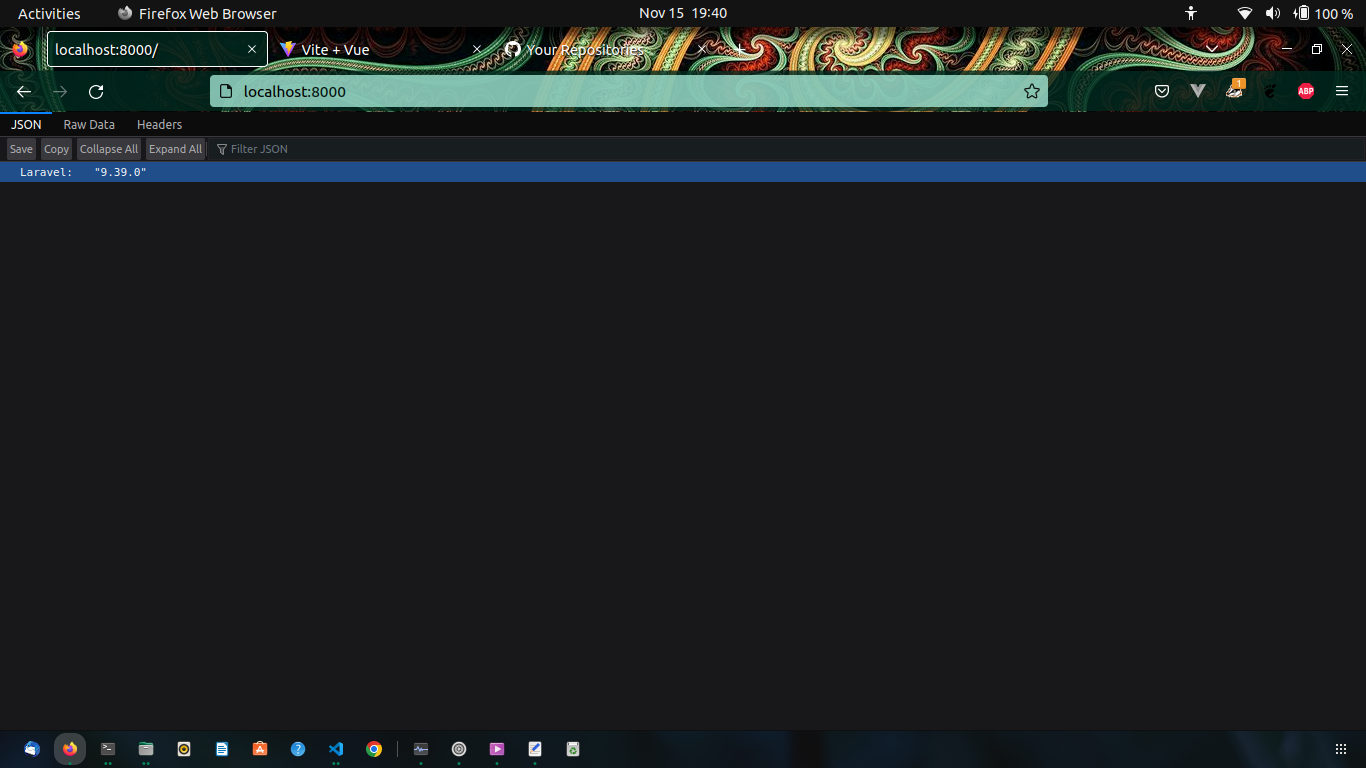 Activities Firefox Web Browser Nov 15 19:40 100 %
localhost:8000/ Vite + Vue Your Repositories
localhost:8000 1 ABP
JSON Raw Data Headers
Save Copy Collapse All Expand All Filter JSON
Laravel: "9.39.0"